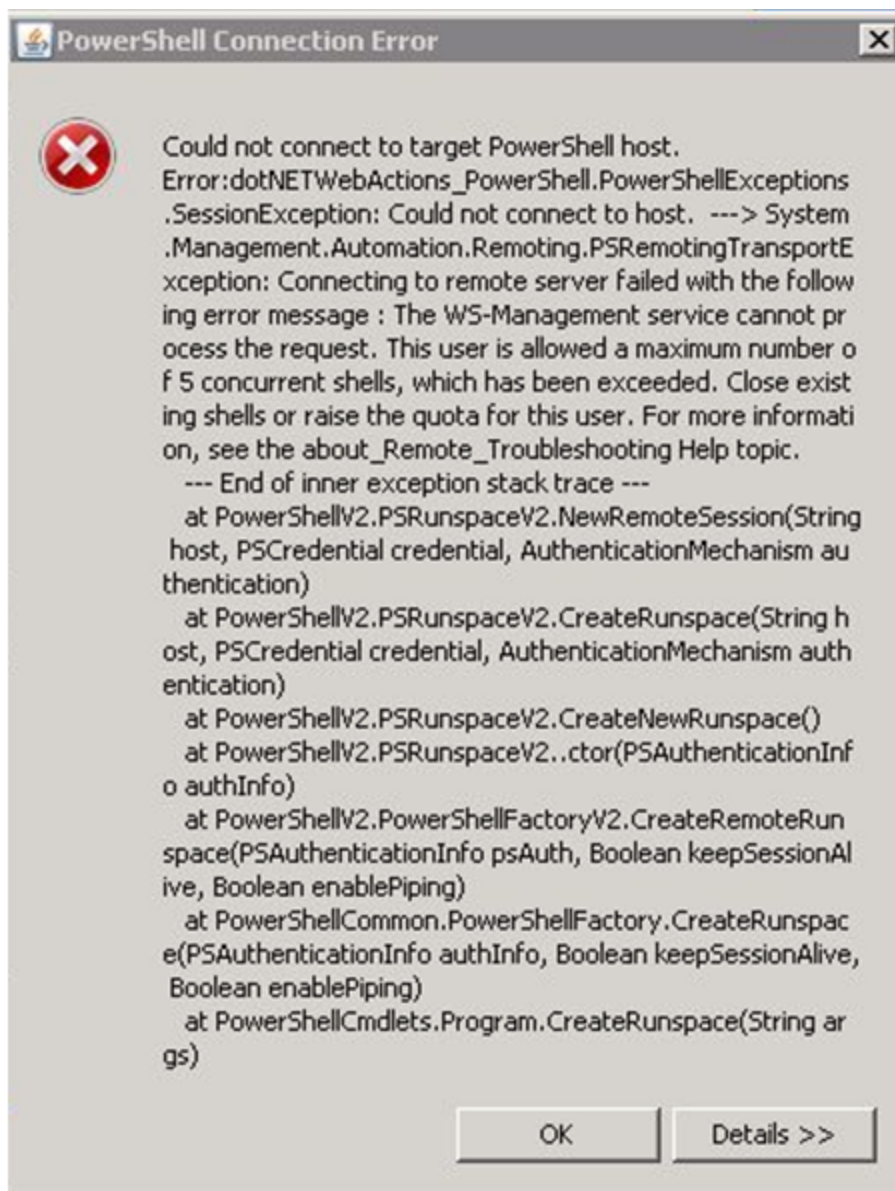 PowerShell Connection Error
Could not connect to target PowerShell host.
Error:dotNETWebActions_PowerShell.PowerShellExceptions
.SessionException: Could not connect to host. ---> System
.Management.Automation.Remoting.PSRemotingTransportE
xception: Connecting to remote server failed with the follow
ing error message : The WS-Management service cannot pr
ocess the request. This user is allowed a maximum number o
f 5 concurrent shells, which has been exceeded. Close exist
ing shells or raise the quota for this user. For more informati
on, see the about_Remote_Troubleshooting Help topic.
--- End of inner exception stack trace ---
at PowerShellV2.PSRunspaceV2.NewRemoteSession(String
host, PSCredential credential, AuthenticationMechanism au
thentication)
at PowerShellV2.PSRunspaceV2.CreateRunspace(String h
ost, PSCredential credential, AuthenticationMechanism auth
entication)
at PowerShellV2.PSRunspaceV2.CreateNewRunspace()
at PowerShellV2.PSRunspaceV2..ctor(PSAuthenticationInf
o authInfo)
at PowerShellV2.PowerShellFactoryV2.CreateRemoteRun
space(PSAuthenticationInfo psAuth, Boolean keepSessionAl
ive, Boolean enablePiping)
at PowerShellCommon.PowerShellFactory.CreateRunspac
e(PSAuthenticationInfo authInfo, Boolean keepSessionAlive,
Boolean enablePiping)
at PowerShellCmdlets.Program.CreateRunspace(String ar
gs)
OK
Details >>